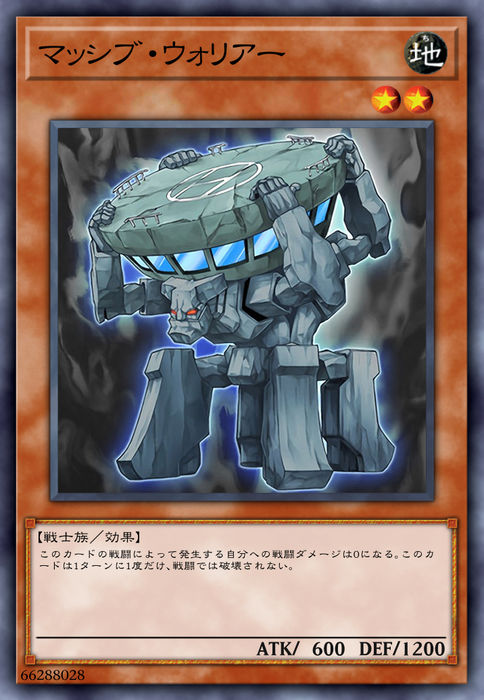 マッシブ・ウォリアー
ち
地
【戦士族／効果】
このカードの戦闘によって発生する自分への戦闘ダメージは0になる。このカ
ードは1ターンに1度だけ、戦闘では破壊されない。
ATK/ 600 DEF/1200
66288028